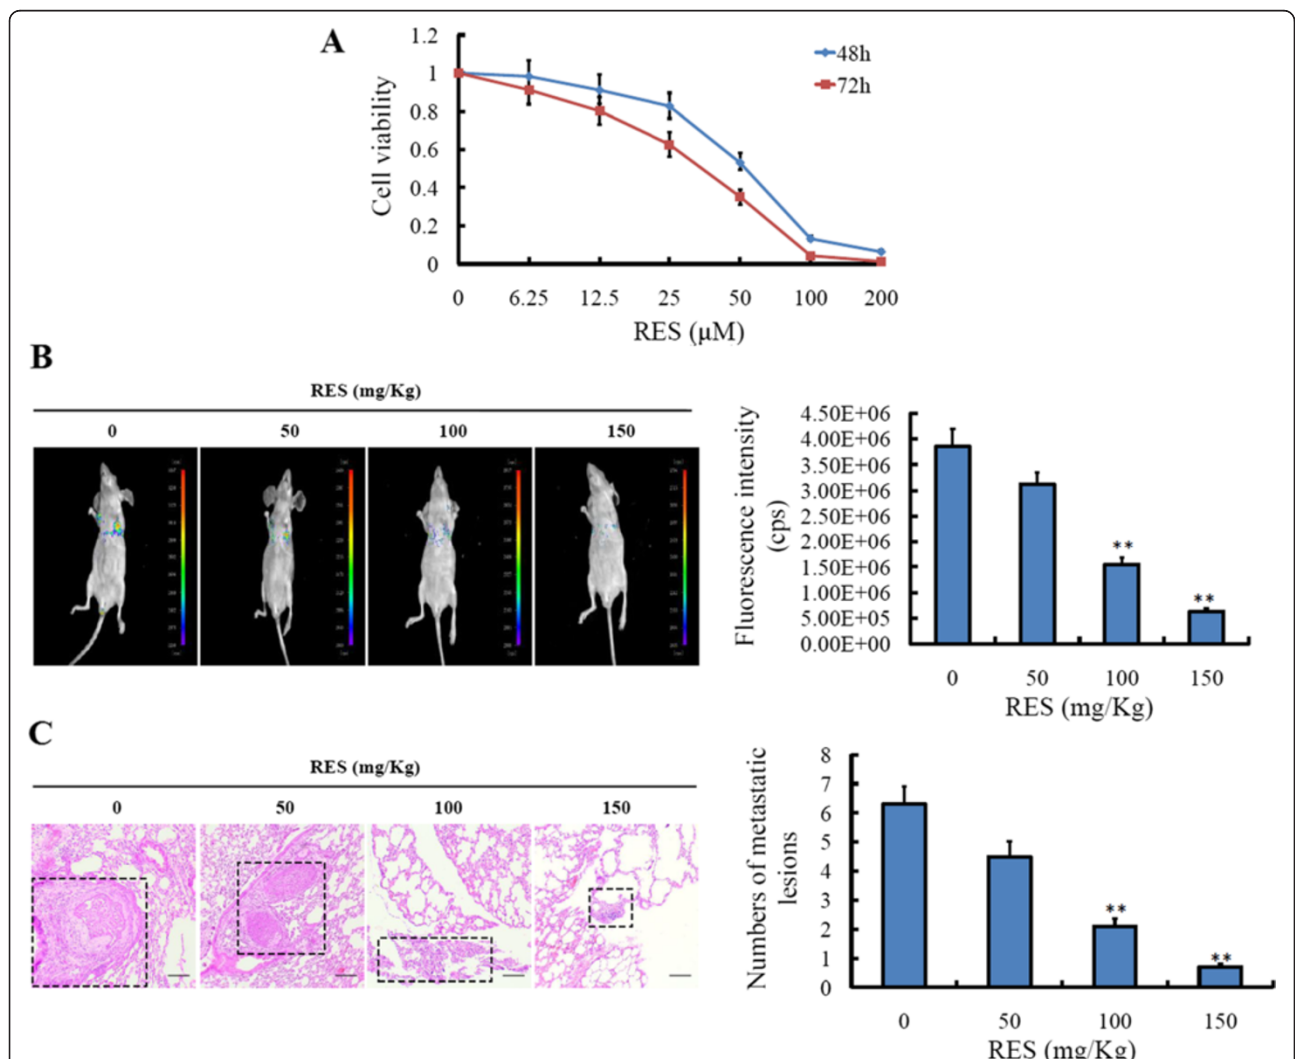 A
1.2
1
0.8
0.6
0.4
0.2
0
Cell viability
48h
72h
0 6.25 12.5 25 50 100 200
RES (μM)
B
RES (mg/Kg)
0 50 100 150
Fluorescence intensity
(cps)
4.50E+06
4.00E+06
3.50E+06
3.00E+06
2.50E+06
2.00E+06
1.50E+06
1.00E+06
5.00E+05
0.00E+00
**
**
0 50 100 150
RES (mg/Kg)
C
RES (mg/Kg)
0 50 100 150
Numbers of metastatic
lesions
8
7
6
5
4
3
2
1
0
**
**
0 50 100 150
RES (mg/Kg)